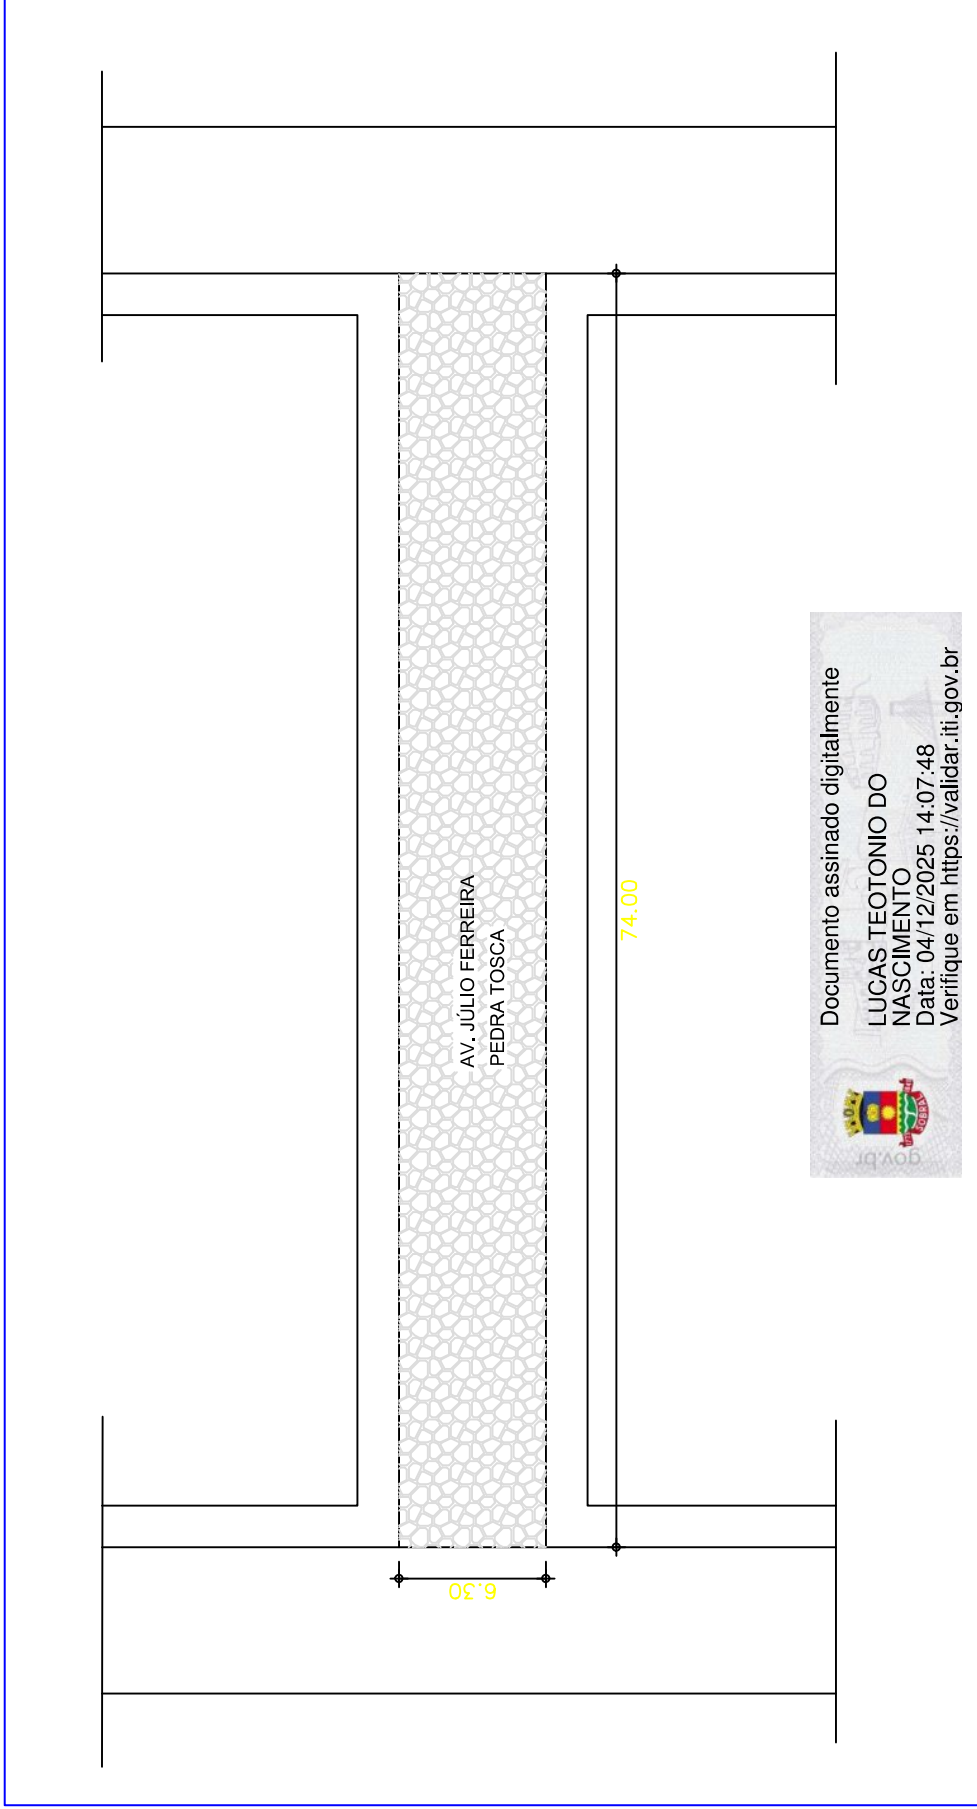 AV. JÚLIO FERREIRA
PEDRA TOSCA
74.00
6.30
Documento assinado digitalmente
LUCAS TEOTONIO DO
NASCIMENTO
Data: 04/12/2025 14:07:48
Verifique em https://validar.iti.gov.br
gov.br
SOBRAL